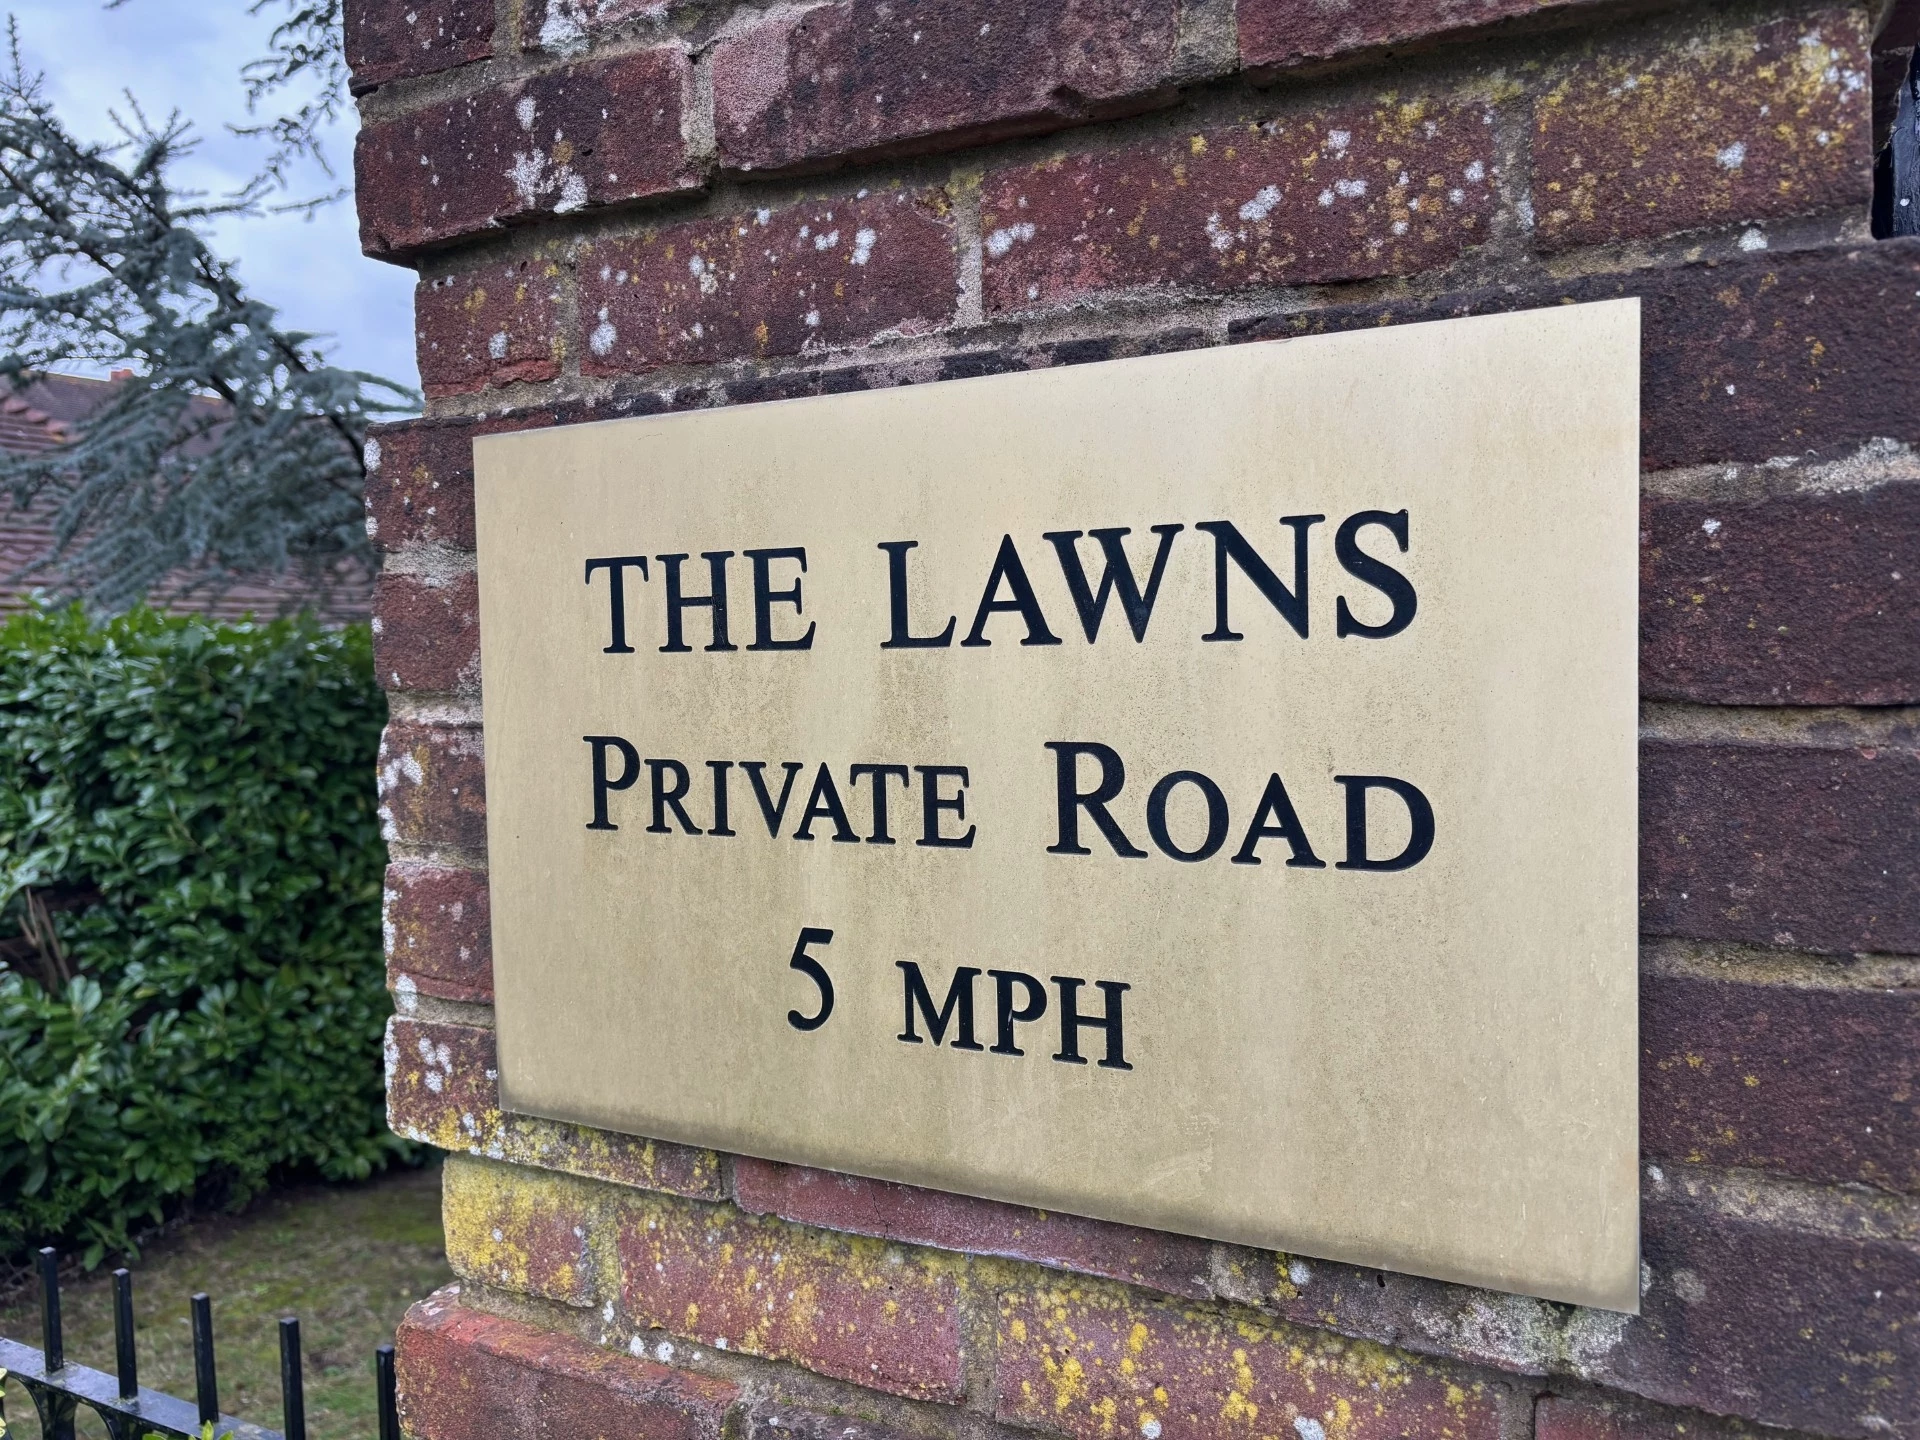 THE LAWNS
PRIVATE ROAD
5 MPH